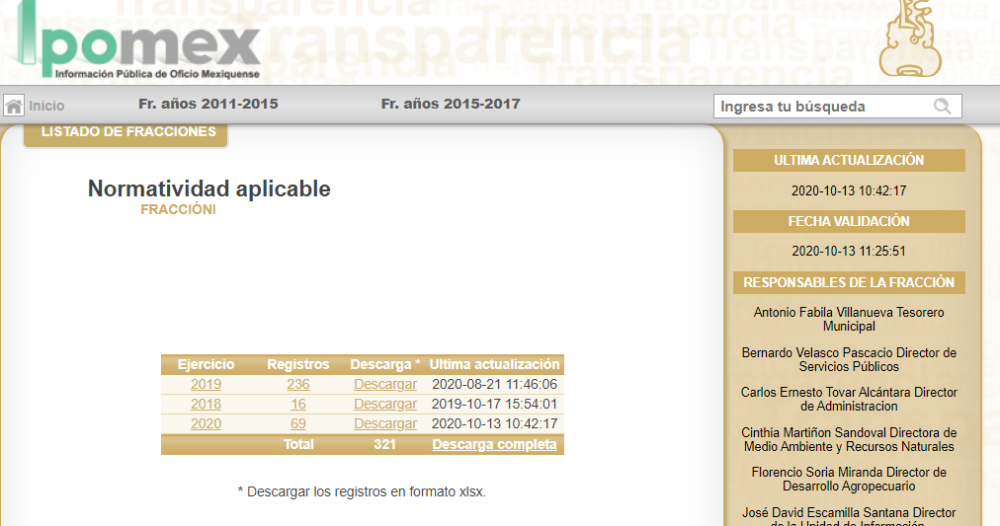 Transparencia
Ipomex
Información Pública de Oficio Mexiquense
Inicio
Fr. años 2011-2015
Fr. años 2015-2017
Ingresa tu búsqueda
LISTADO DE FRACCIONES
Normatividad aplicable
FRACCIÓNI
Ejercicio Registros Descarga * Ultima actualización
2019 236 Descargar 2020-08-21 11:46:06
2018 16 Descargar 2019-10-17 15:54:01
2020 69 Descargar 2020-10-13 10:42:17
Total 321 Descarga completa
* Descargar los registros en formato xlsx.
ULTIMA ACTUALIZACIÓN
2020-10-13 10:42:17
FECHA VALIDACIÓN
2020-10-13 11:25:51
RESPONSABLES DE LA FRACCIÓN
Antonio Fabila Villanueva Tesorero
Municipal
Bernardo Velasco Pascacio Director de
Servicios Públicos
Carlos Ernesto Tovar Alcántara Director
de Administracion
Cinthia Martiñon Sandoval Directora de
Medio Ambiente y Recursos Naturales
Florencio Soria Miranda Director de
Desarrollo Agropecuario
José David Escamilla Santana Director
de la Unidad de Información